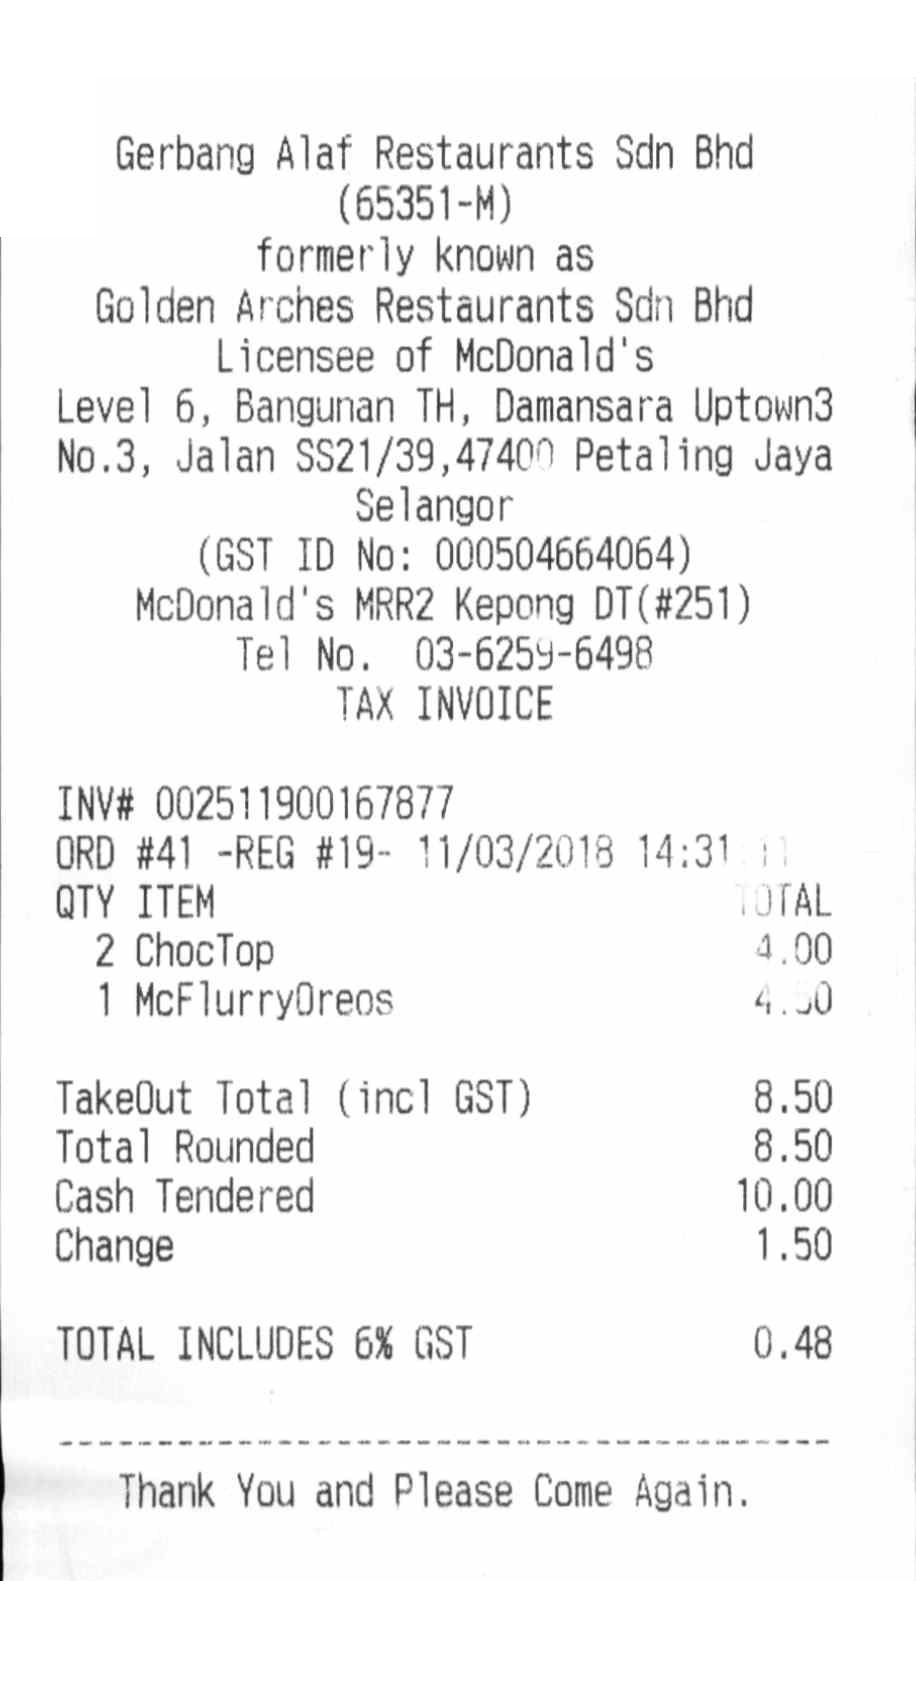 Gerbang Alaf Restaurants Sdn Bhd
(65351-M)
formerly known as
Golden Arches Restaurants Sdn Bhd
Licensee of McDonald's
Level 6, Bangunan TH, Damansara Uptown3
No.3, Jalan SS21/39,47400 Petaling Jaya
Selangor
(GST ID No: 000504664064)
McDonald's MRR2 Kepong DT(#251)
Tel No. 03-6259-6498
TAX INVOICE
INV# 002511900167877
ORD #41 -REG #19- 11/03/2018 14:31:11
QTY ITEM TOTAL
2 ChocTop 4.00
1 McFlurryOreos 4.50
TakeOut Total (incl GST) 8.50
Total Rounded 8.50
Cash Tendered 10.00
Change 1.50
TOTAL INCLUDES 6% GST 0.48
---------------------------------------
Thank You and Please Come Again.